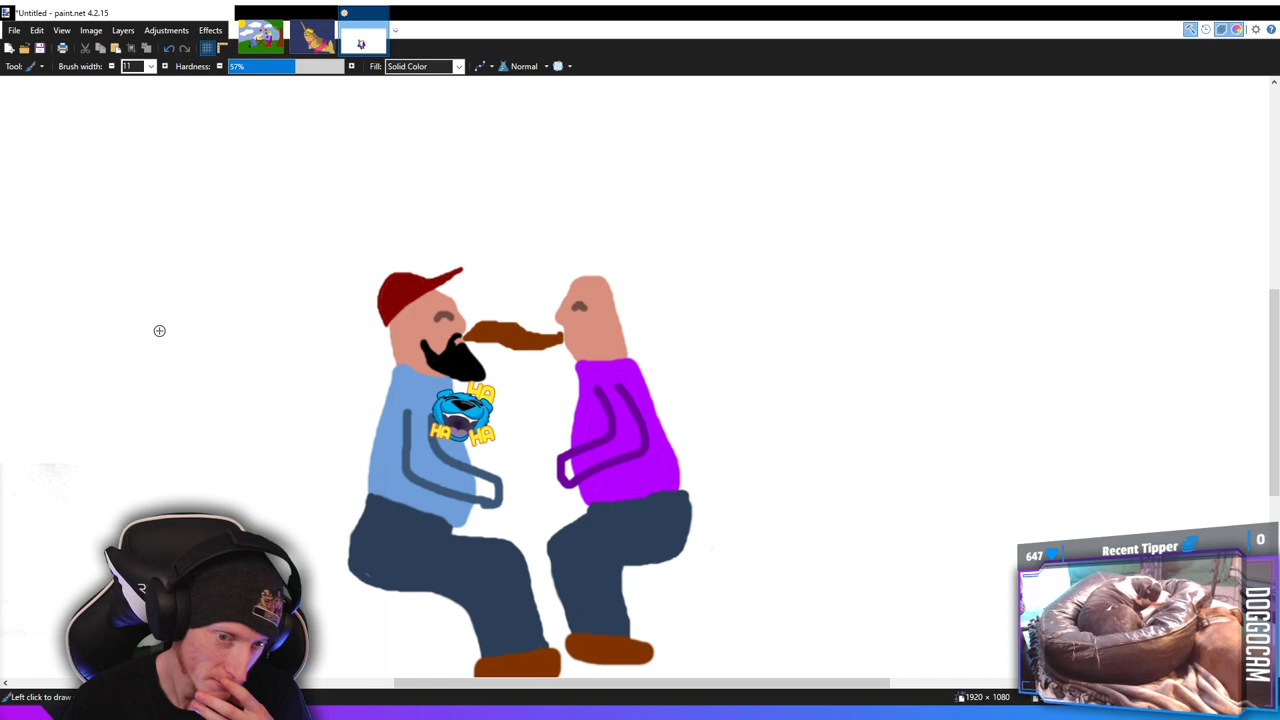 *Untitled - paint.net 4.2.15
File Edit View Image Layers Adjustments Effects
Tool: Brush width: 11 Hardness: 57% Fill: Solid Color Normal
HA
HA HA
647 Recent Tipper 0
DOGGOCAM
Left click to draw
1920 × 1080